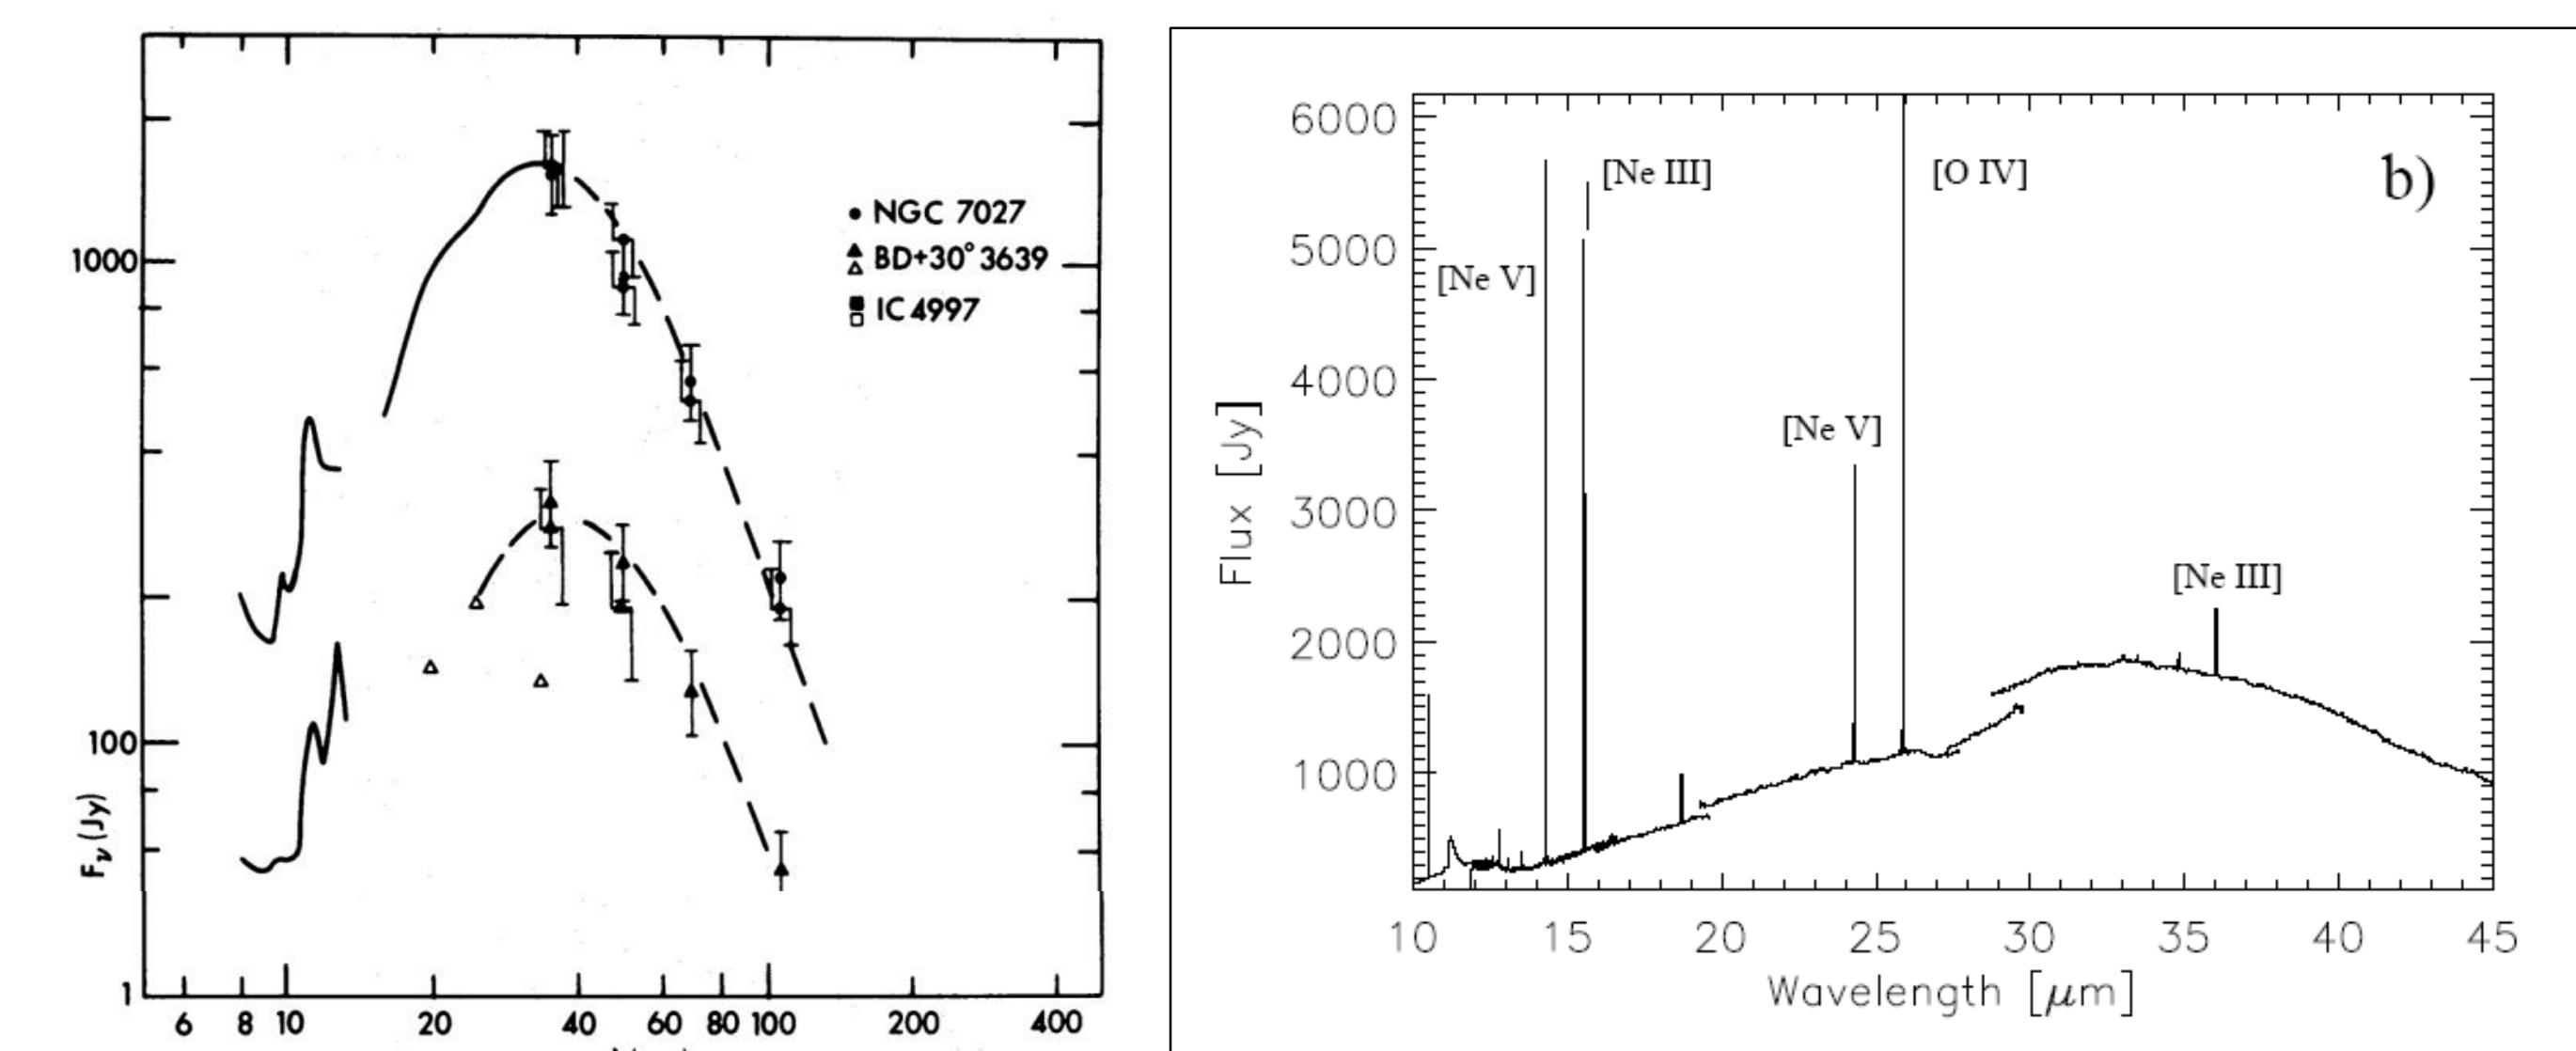 1000
100
1
Fν (Jy)
6 8 10 20 40 60 80 100 200 400
NGC 7027
BD+30° 3639
IC 4997
6000
5000
4000
3000
2000
1000
Flux [Jy]
[Ne V]
[Ne III]
[Ne V]
[O IV]
[Ne III]
b)
10 15 20 25 30 35 40 45
Wavelength [μm]